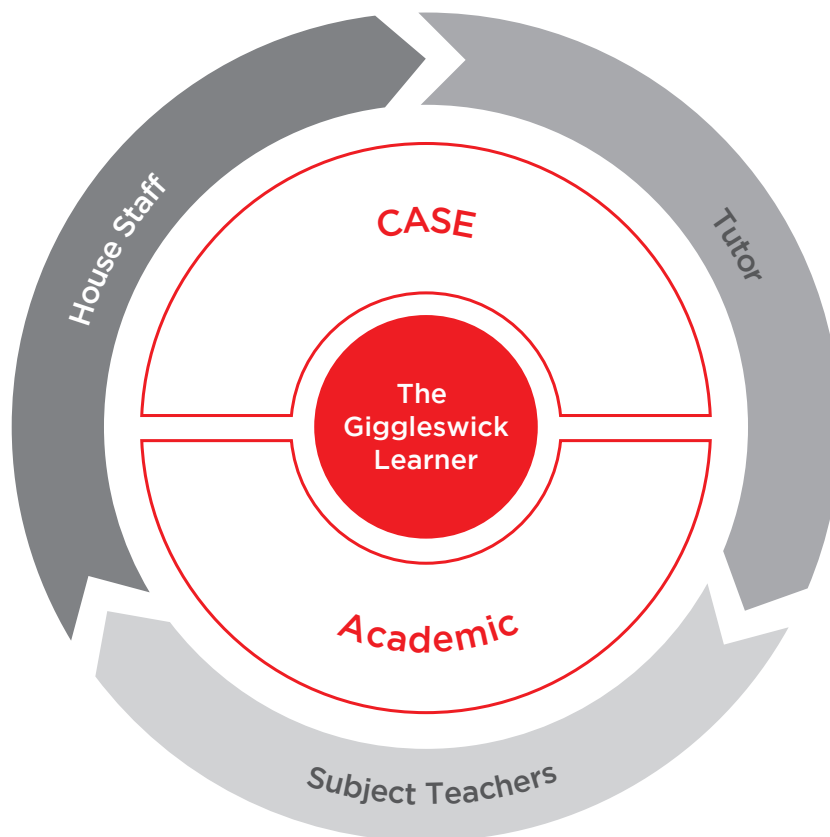 CASE
House Staff
Tutor
The
Giggleswick
Learner
Academic
Subject Teachers